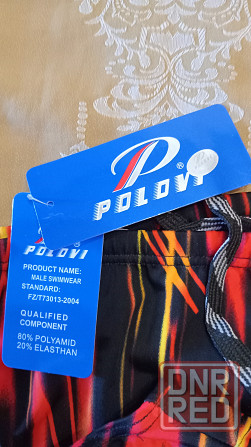 P
POLOVI®
POLOVI
PRODUCT NAME:
MALE SWIMWEAR
STANDARD:
FZ/T73013-2004
QUALIFIED
COMPONENT
80% POLYAMID
20% ELASTHAN
DNR
RED